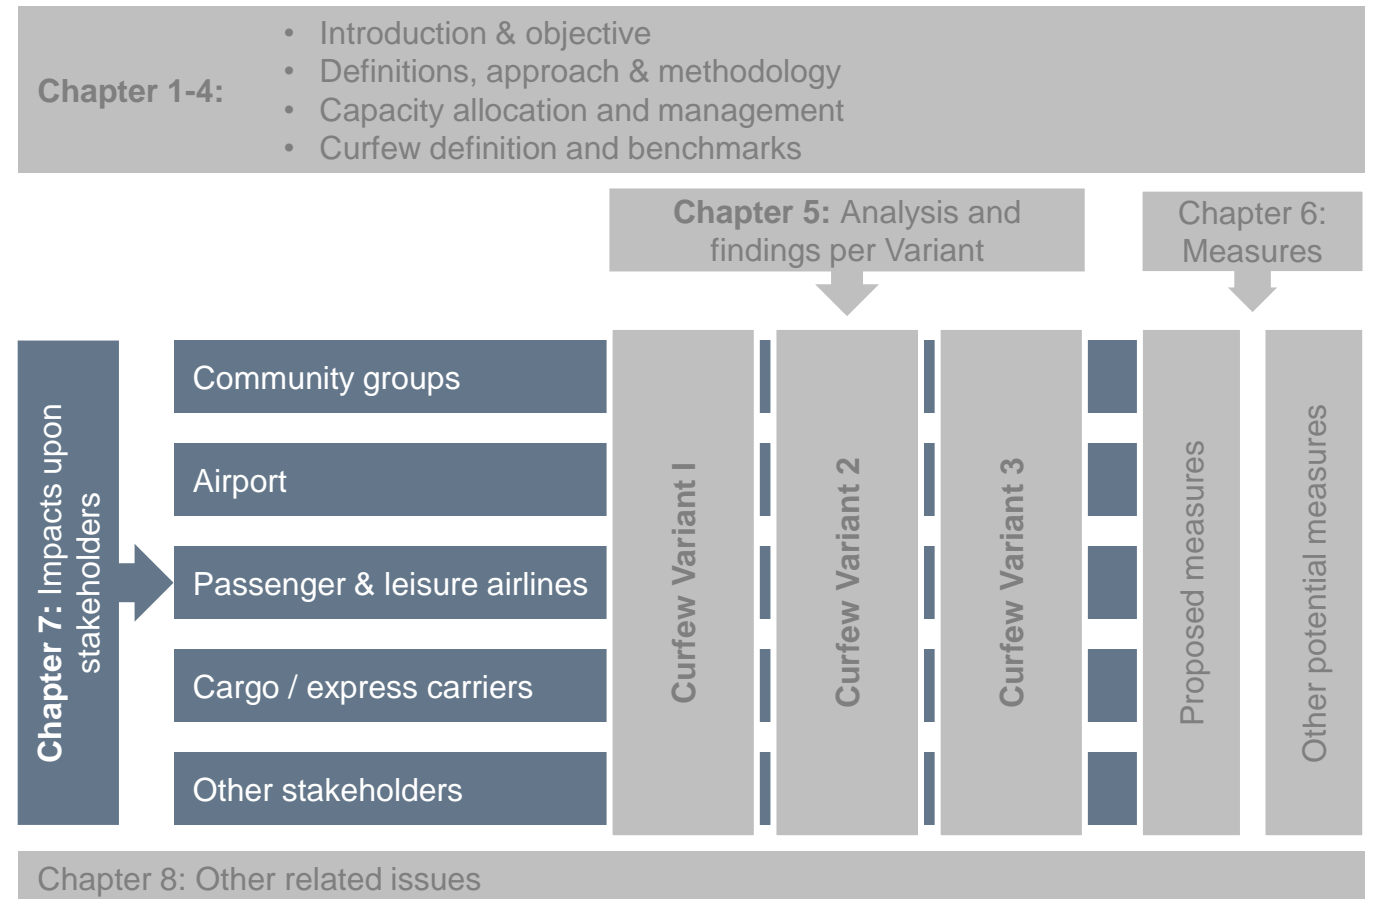 Chapter 1-4:
• Introduction & objective
• Definitions, approach & methodology
• Capacity allocation and management
• Curfew definition and benchmarks
Chapter 5: Analysis and
findings per Variant
Chapter 6:
Measures
Chapter 7: Impacts upon
stakeholders
Community groups
Airport
Passenger & leisure airlines
Cargo / express carriers
Other stakeholders
Curfew Variant I
Curfew Variant 2
Curfew Variant 3
Proposed measures
Other potential measures
Chapter 8: Other related issues